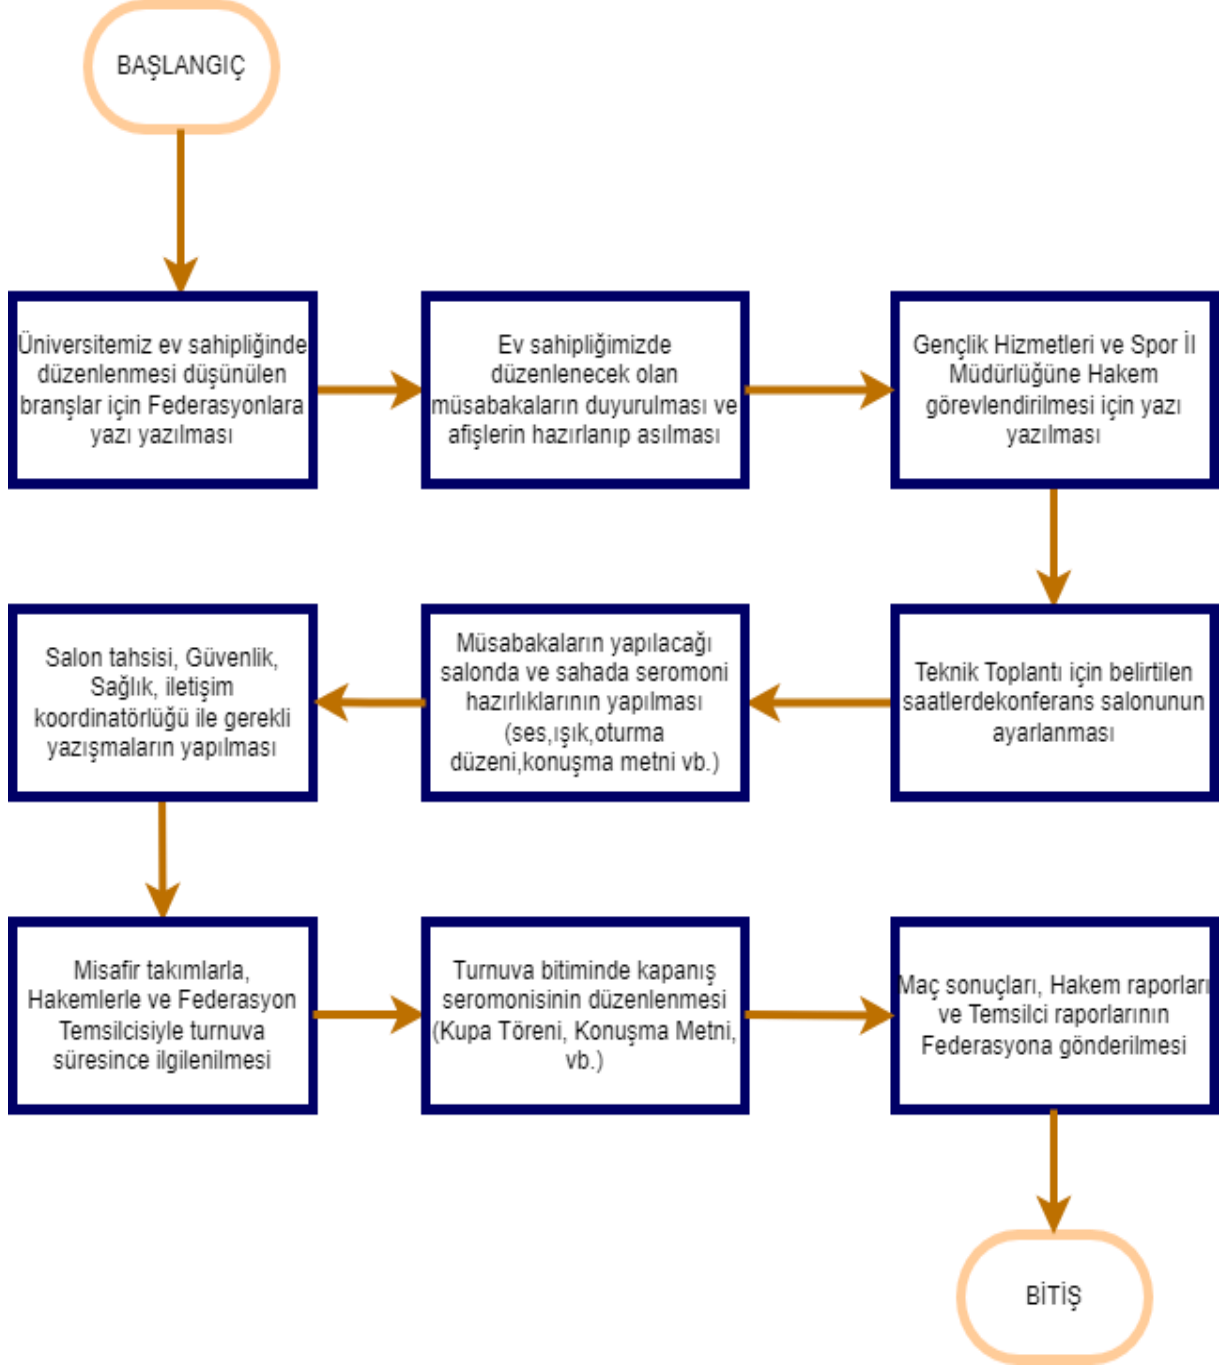 BAŞLANGIÇ
Üniversitemiz ev sahipliğinde
düzenlenmesi düşünülen
branşlar için Federasyonlara
yazı yazılması
Ev sahipliğimizde
düzenlenecek olan
müsabakaların duyurulması ve
afişlerin hazırlanıp asılması
Gençlik Hizmetleri ve Spor İl
Müdürlüğüne Hakem
görevlendirilmesi için yazı
yazılması
Teknik Toplantı için belirtilen
saatlerdekonferans salonunun
ayarlanması
Müsabakaların yapılacağı
salonda ve sahada seromoni
hazırlıklarının yapılması
(ses,ışık,oturma
düzeni,konuşma metni vb.)
Salon tahsisi, Güvenlik,
Sağlık, iletişim
koordinatörlüğü ile gerekli
yazışmaların yapılması
Misafir takımlarla,
Hakemlerle ve Federasyon
Temsilcisiyle turnuva
süresince ilgilenilmesi
Turnuva bitiminde kapanış
seromonisinin düzenlenmesi
(Kupa Töreni, Konuşma Metni,
vb.)
Maç sonuçları, Hakem raporları
ve Temsilci raporlarının
Federasyona gönderilmesi
BİTİŞ